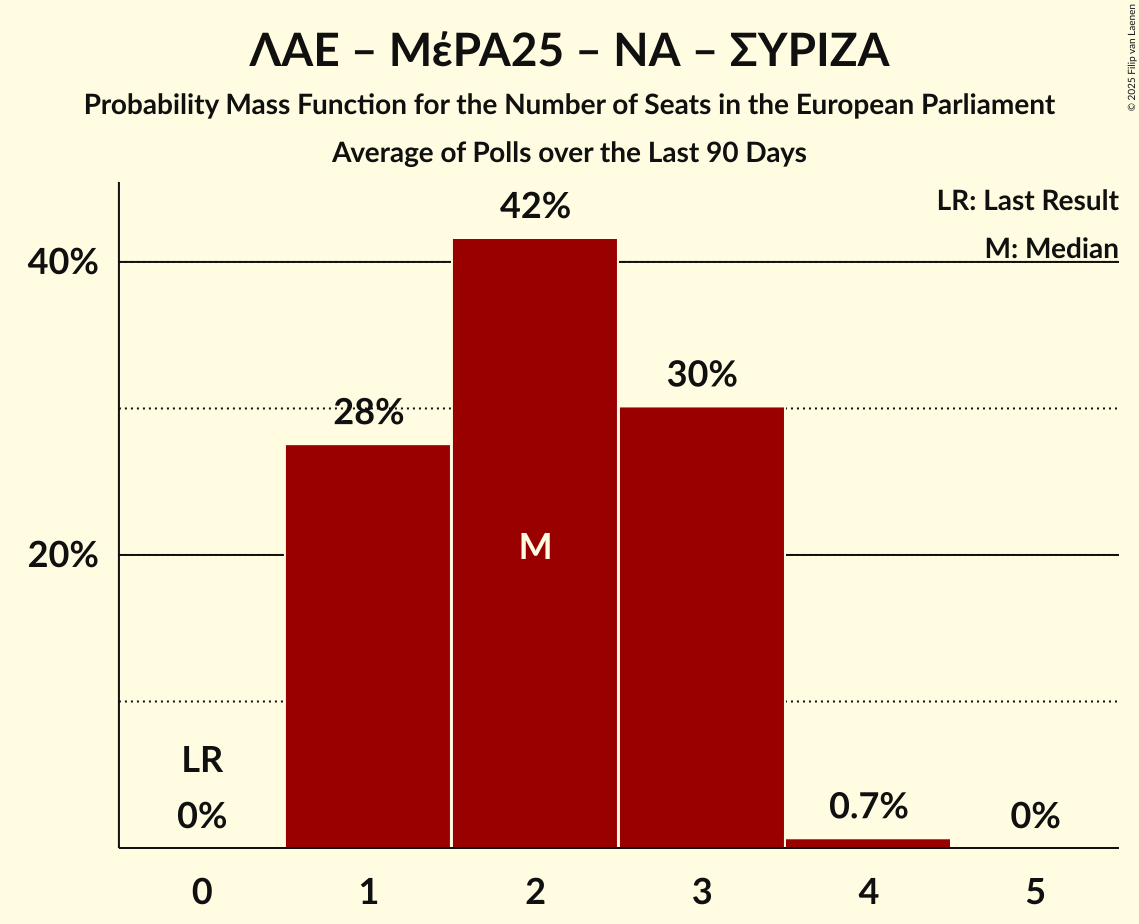 ΛΑΕ – ΜέΡΑ25 – ΝΑ – ΣΥΡΙΖΑ
Probability Mass Function for the Number of Seats in the European Parliament
Average of Polls over the Last 90 Days
© 2025 Filip van Laenen
LR: Last Result
M: Median
42%
40%
30%
28%
20%
M
LR
0%
0.7%
0%
0 1 2 3 4 5